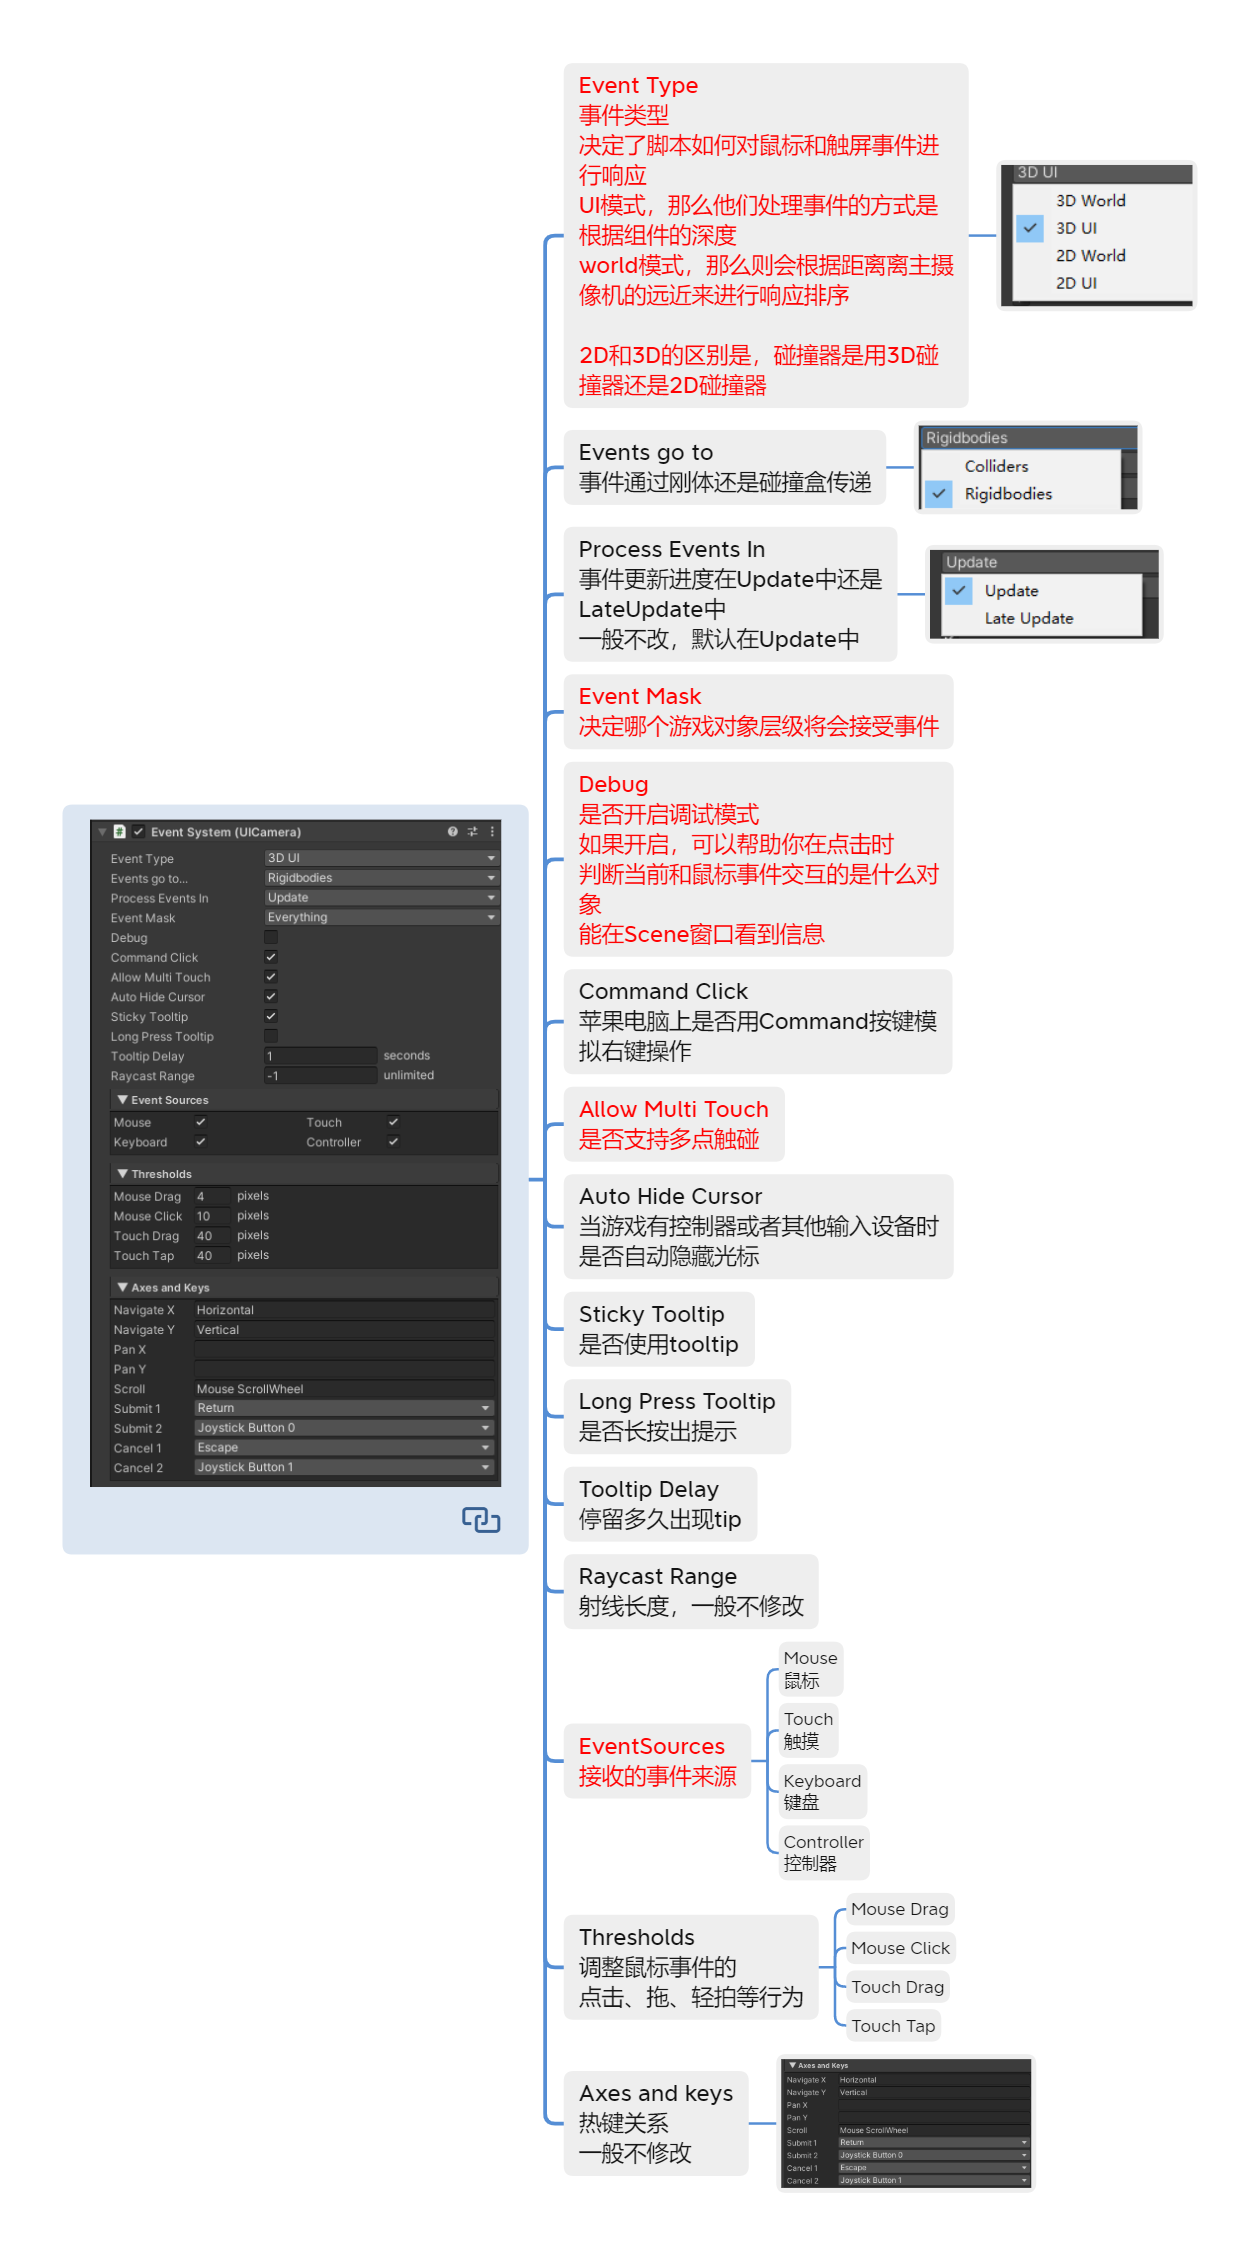 Event System (UICamera)
Event Type 3D UI
Events go to... Rigidbodies
Process Events In Update
Event Mask Everything
Debug
Command Click
Allow Multi Touch
Auto Hide Cursor
Sticky Tooltip
Long Press Tooltip
Tooltip Delay 1 seconds
Raycast Range -1 unlimited
Event Sources
Mouse Touch
Keyboard Controller
Thresholds
Mouse Drag 4 pixels
Mouse Click 10 pixels
Touch Drag 40 pixels
Touch Tap 40 pixels
Axes and Keys
Navigate X Horizontal
Navigate Y Vertical
Pan X
Pan Y
Scroll Mouse ScrollWheel
Submit 1 Return
Submit 2 Joystick Button 0
Cancel 1 Escape
Cancel 2 Joystick Button 1
Event Type
事件类型
决定了脚本如何对鼠标和触屏事件进
行响应
UI模式，那么他们处理事件的方式是
根据组件的深度
world模式，那么则会根据距离离主摄
像机的远近来进行响应排序
2D和3D的区别是，碰撞器是用3D碰
撞器还是2D碰撞器
3D UI
3D World
3D UI
2D World
2D UI
Events go to
事件通过刚体还是碰撞盒传递
Rigidbodies
Colliders
Rigidbodies
Process Events In
事件更新进度在Update中还是
LateUpdate中
一般不改，默认在Update中
Update
Update
Late Update
Event Mask
决定哪个游戏对象层级将会接受事件
Debug
是否开启调试模式
如果开启，可以帮助你在点击时
判断当前和鼠标事件交互的是什么对
象
能在Scene窗口看到信息
Command Click
苹果电脑上是否用Command按键模
拟右键操作
Allow Multi Touch
是否支持多点触碰
Auto Hide Cursor
当游戏有控制器或者其他输入设备时
是否自动隐藏光标
Sticky Tooltip
是否使用tooltip
Long Press Tooltip
是否长按出提示
Tooltip Delay
停留多久出现tip
Raycast Range
射线长度，一般不修改
EventSources
接收的事件来源
Mouse
鼠标
Touch
触摸
Keyboard
键盘
Controller
控制器
Thresholds
调整鼠标事件的
点击、拖、轻拍等行为
Mouse Drag
Mouse Click
Touch Drag
Touch Tap
Axes and keys
热键关系
一般不修改
Axes and Keys
Navigate X Horizontal
Navigate Y Vertical
Pan X
Pan Y
Scroll Mouse ScrollWheel
Submit 1 Return
Submit 2 Joystick Button 0
Cancel 1 Escape
Cancel 2 Joystick Button 1